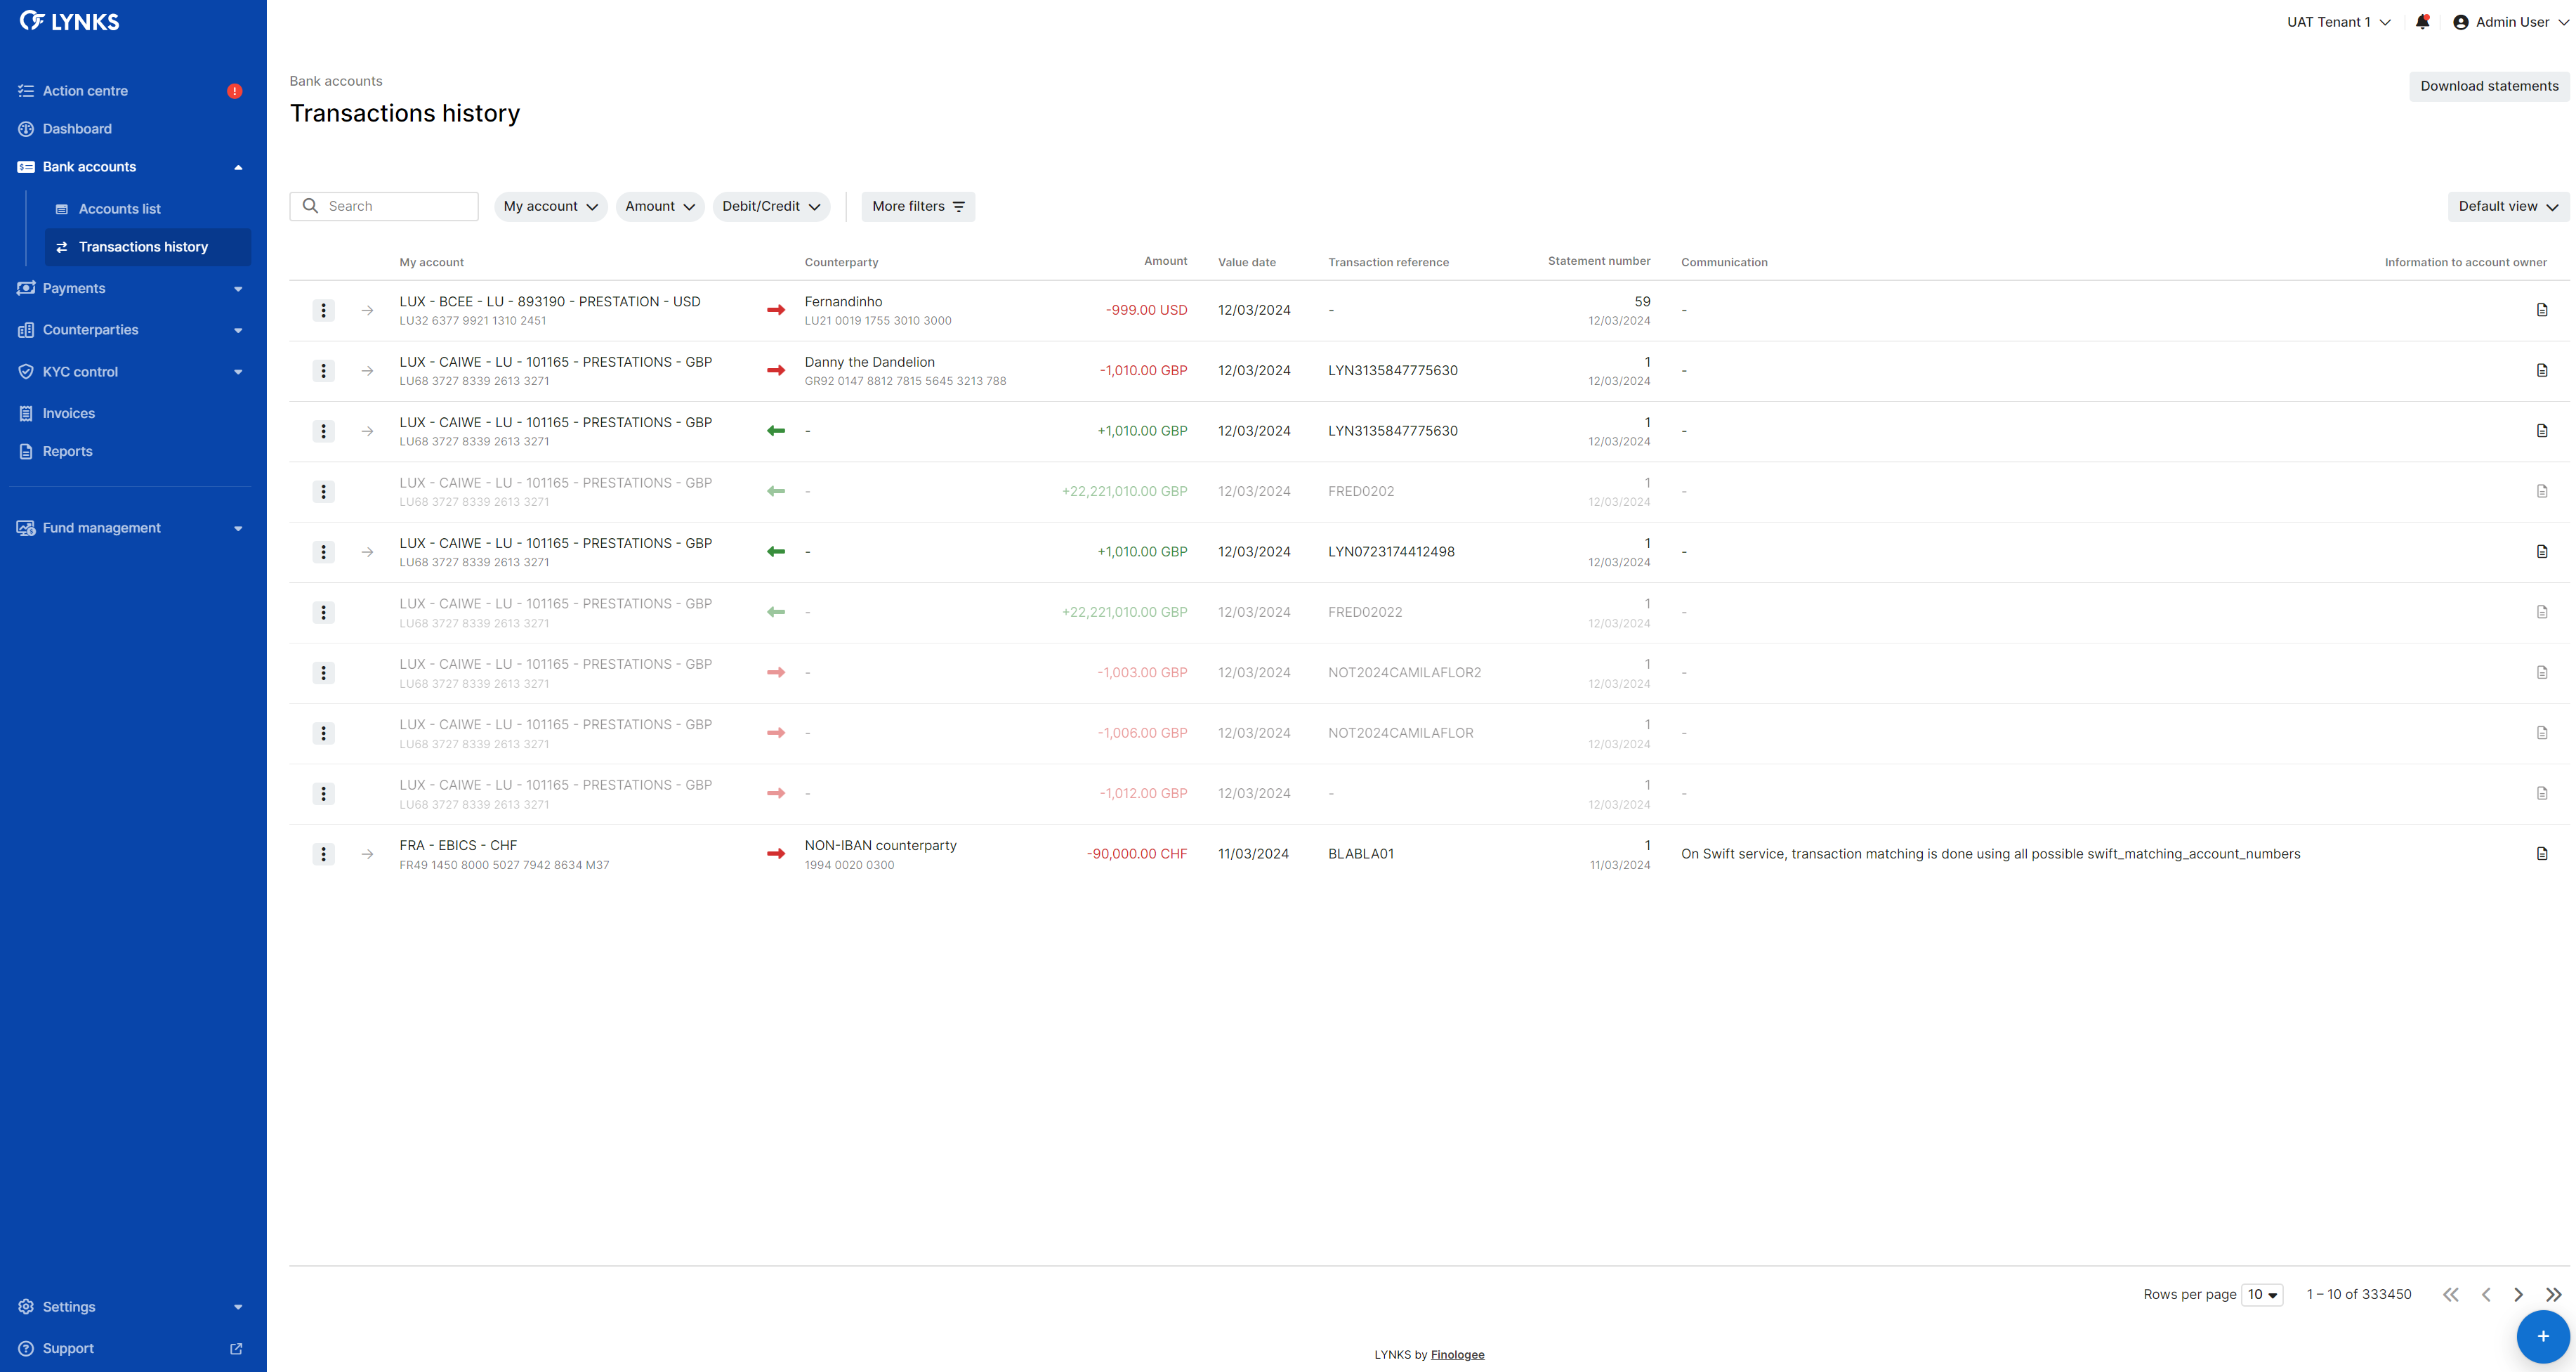 LYNKS
UAT Tenant 1
Admin User
Action centre
!
Dashboard
Bank accounts
Accounts list
Transactions history
Payments
Counterparties
KYC control
Invoices
Reports
Fund management
Settings
Support
Bank accounts
Transactions history
Download statements
Search
My account
Amount
Debit/Credit
More filters
Default view
My account Counterparty Amount Value date Transaction reference Statement number Communication Information to account owner
LUX - BCEE - LU - 893190 - PRESTATION - USD Fernandinho 59
-999.00 USD 12/03/2024 - -
LU32 6377 9921 1310 2451 LU21 0019 1755 3010 3000 12/03/2024
LUX - CAIWE - LU - 101165 - PRESTATIONS - GBP Danny the Dandelion 1
-1,010.00 GBP 12/03/2024 LYN3135847775630 -
LU68 3727 8339 2613 3271 GR92 0147 8812 7815 5645 3213 788 12/03/2024
LUX - CAIWE - LU - 101165 - PRESTATIONS - GBP 1
- +1,010.00 GBP 12/03/2024 LYN3135847775630 -
LU68 3727 8339 2613 3271 12/03/2024
LUX - CAIWE - LU - 101165 - PRESTATIONS - GBP 1
- +22,221,010.00 GBP 12/03/2024 FRED0202 -
LU68 3727 8339 2613 3271 12/03/2024
LUX - CAIWE - LU - 101165 - PRESTATIONS - GBP 1
- +1,010.00 GBP 12/03/2024 LYN0723174412498 -
LU68 3727 8339 2613 3271 12/03/2024
LUX - CAIWE - LU - 101165 - PRESTATIONS - GBP 1
- +22,221,010.00 GBP 12/03/2024 FRED02022 -
LU68 3727 8339 2613 3271 12/03/2024
LUX - CAIWE - LU - 101165 - PRESTATIONS - GBP 1
- -1,003.00 GBP 12/03/2024 NOT2024CAMILAFLOR2 -
LU68 3727 8339 2613 3271 12/03/2024
LUX - CAIWE - LU - 101165 - PRESTATIONS - GBP 1
- -1,006.00 GBP 12/03/2024 NOT2024CAMILAFLOR -
LU68 3727 8339 2613 3271 12/03/2024
LUX - CAIWE - LU - 101165 - PRESTATIONS - GBP 1
- -1,012.00 GBP 12/03/2024 - -
LU68 3727 8339 2613 3271 12/03/2024
FRA - EBICS - CHF NON-IBAN counterparty 1
-90,000.00 CHF 11/03/2024 BLABLA01 On Swift service, transaction matching is done using all possible swift_matching_account_numbers
FR49 1450 8000 5027 7942 8634 M37 1994 0020 0300 11/03/2024
Rows per page 10 1 – 10 of 333450
+
LYNKS by Finologee